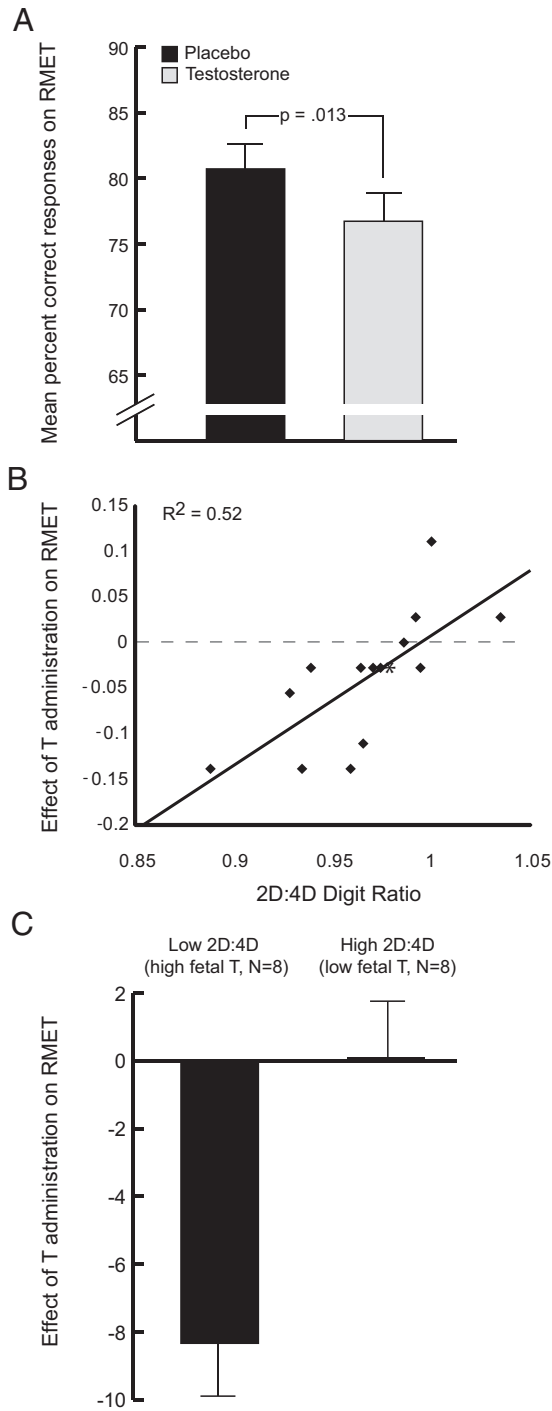 A
Mean percent correct responses on RMET
90
85
80
75
70
65
Placebo
Testosterone
p = .013
B
Effect of T administration on RMET
R2 = 0.52
0.15
0.1
0.05
0
-0.05
-0.1
-0.15
-0.2
*
0.85 0.9 0.95 1 1.05
2D:4D Digit Ratio
C
Low 2D:4D
(high fetal T, N=8)
High 2D:4D
(low fetal T, N=8)
Effect of T administration on RMET
2
0
-2
-4
-6
-8
-10